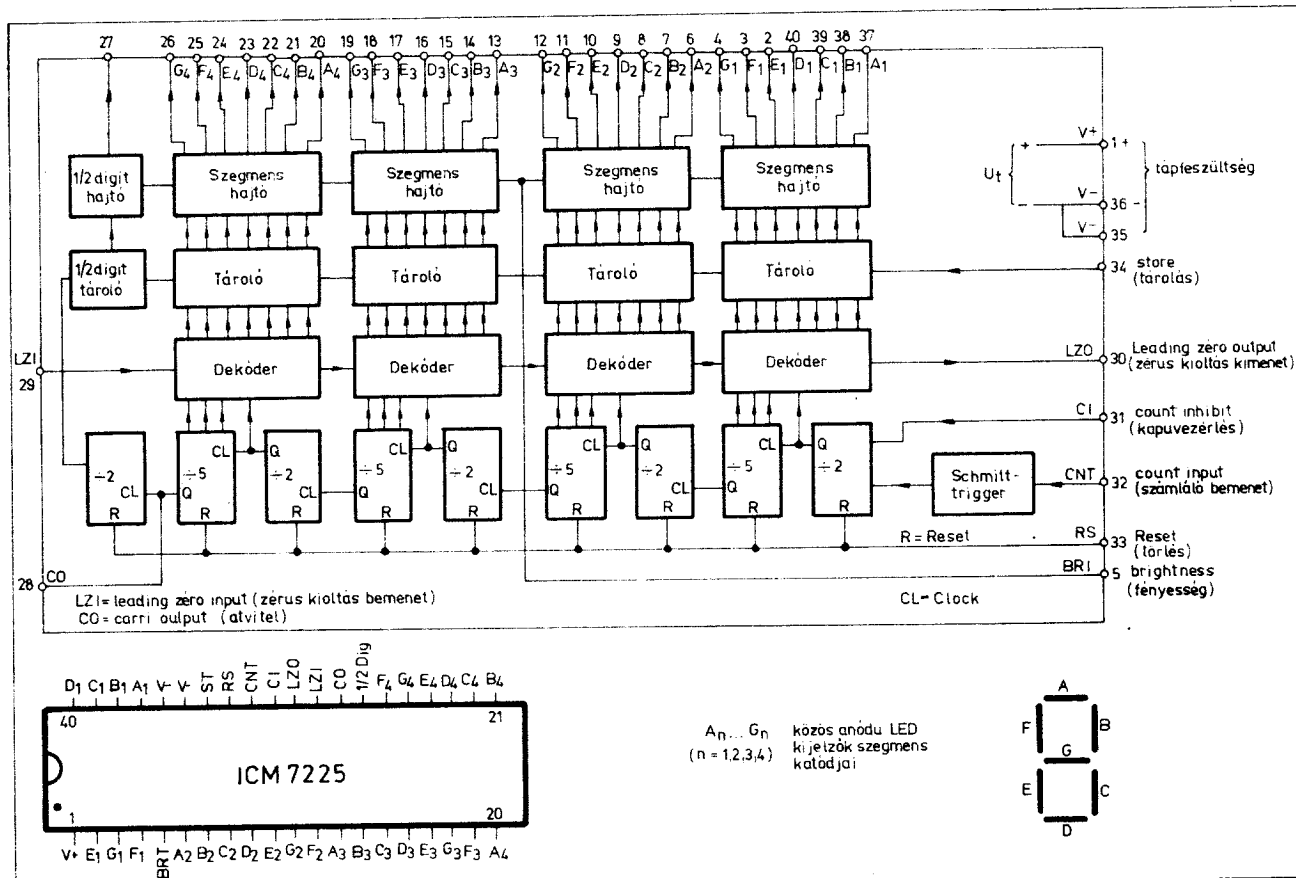 27 26 25 24 23 22 21 20 19 18 17 16 15 14 13 12 11 10 9 8 7 6 4 3 2 40 39 38 37
G4 F4 E4 D4 C4 B4 A4 G3 F3 E3 D3 C3 B3 A3 G2 F2 E2 D2 C2 B2 A2 G1 F1 E1 D1 C1 B1 A1
1/2 digit
hajtó
Szegmens
hajtó
Szegmens
hajtó
Szegmens
hajtó
Szegmens
hajtó
Ut
+
V+
1+
-
V-
36 -
V-
35
tápfeszültség
1/2 digit
tároló
Tároló
Tároló
Tároló
Tároló
34
store
(tárolás)
LZI
29
Dekóder
Dekóder
Dekóder
Dekóder
LZO
30
Leading zéro output
(zérus kioltás kimenet)
CI
31
count inhibit
(kapuvezérlés)
÷2
CL
R
CL
÷5
Q
R
Q
÷2
CL
CL
÷5
R
Q
÷2
CL
CL
÷5
Q
R
Q
÷2
CL
CL
÷5
Q
R
Q
÷2
R
Schmitt-
trigger
CNT
32
count input
(számláló bemenet)
R = Reset
RS
33
Reset
(törlés)
28
CO
BRI
5
brightness
(fényesség)
LZI = leading zéro input (zérus kioltás bemenet)
CO = carri output (atvitel)
CL = Clock
D1 C1 B1 A1 V- V- ST RS CNT CI LZO LZI CO 1/2 Dig F4 G4 E4 D4 C4 B4
40
21
ICM 7225
1
20
V+ E1 G1 F1 BRT A2 B2 C2 D2 E2 G2 F2 A3 B3 C3 D3 E3 G3 F3 A4
An... Gn
(n = 1,2,3,4)
közös anódu LED
kijelzők szegmens
katódjai
A
F
B
G
E
C
D